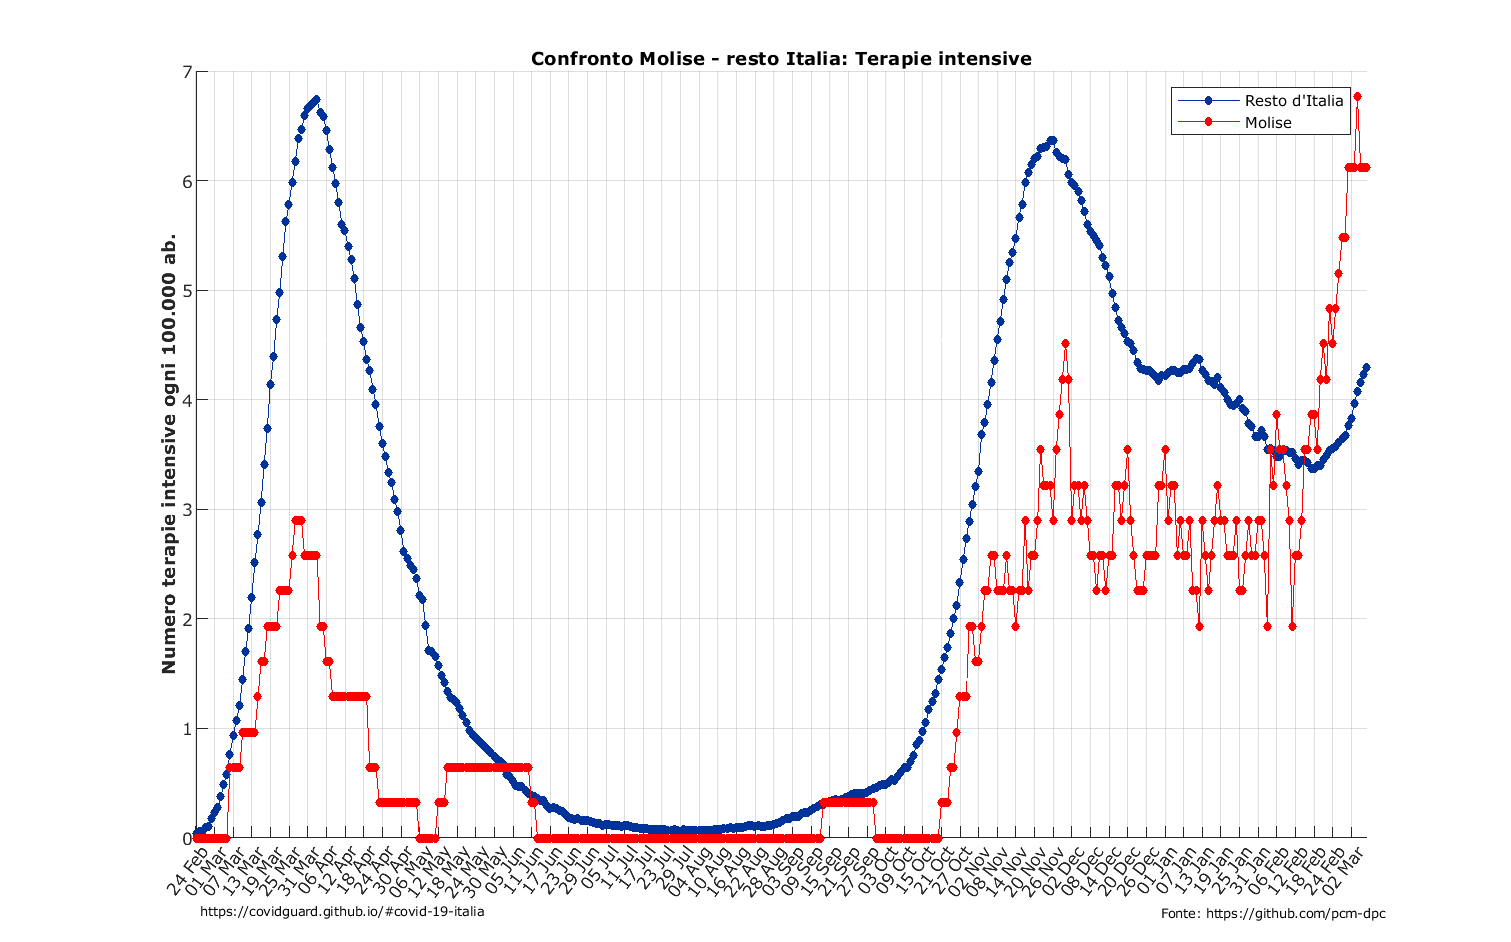 Confronto Molise - resto Italia: Terapie intensive
Resto d'Italia
Molise
Numero terapie intensive ogni 100.000 ab.
7
6
5
4
3
2
1
0
24 Feb
01 Mar
07 Mar
13 Mar
19 Mar
25 Mar
31 Mar
06 Apr
12 Apr
18 Apr
24 Apr
30 Apr
06 May
12 May
18 May
24 May
30 May
05 Jun
11 Jun
17 Jun
23 Jun
29 Jun
05 Jul
11 Jul
17 Jul
23 Jul
29 Jul
04 Aug
10 Aug
16 Aug
22 Aug
28 Aug
03 Sep
09 Sep
15 Sep
21 Sep
27 Sep
03 Oct
09 Oct
15 Oct
21 Oct
27 Oct
02 Nov
08 Nov
14 Nov
20 Nov
26 Nov
02 Dec
08 Dec
14 Dec
20 Dec
26 Dec
01 Jan
07 Jan
13 Jan
19 Jan
25 Jan
31 Jan
06 Feb
12 Feb
18 Feb
24 Feb
02 Mar
https://covidguard.github.io/#covid-19-italia
Fonte: https://github.com/pcm-dpc